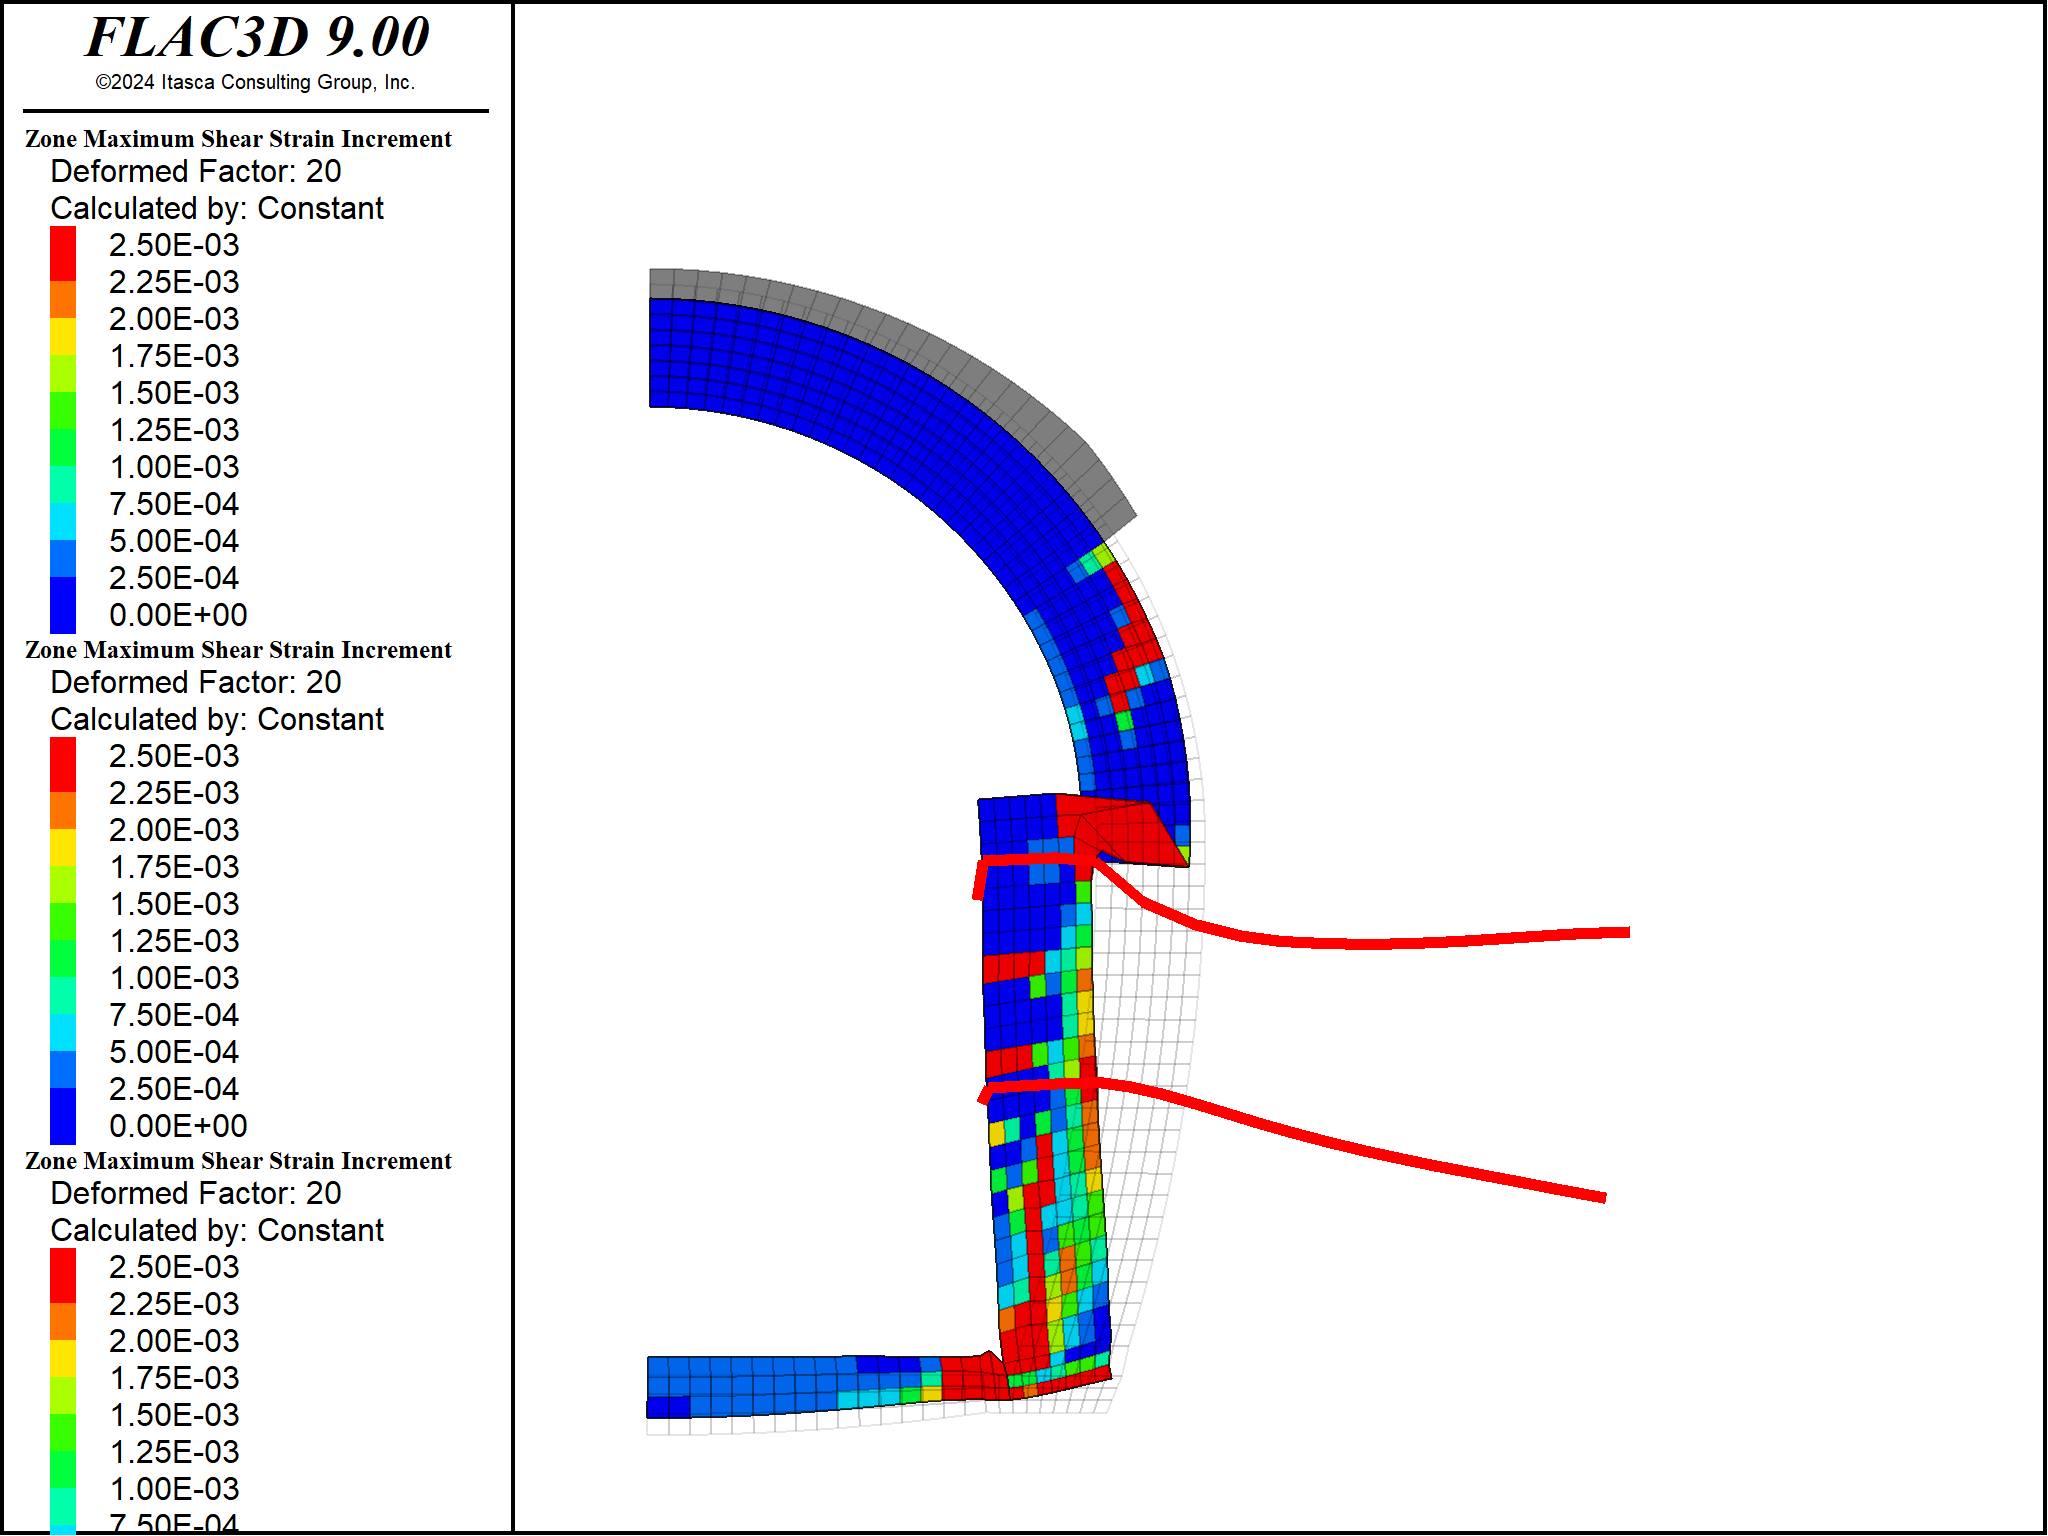 FLAC3D 9.00
©2024 Itasca Consulting Group, Inc.
Zone Maximum Shear Strain Increment
Deformed Factor: 20
Calculated by: Constant
2.50E-03
2.25E-03
2.00E-03
1.75E-03
1.50E-03
1.25E-03
1.00E-03
7.50E-04
5.00E-04
2.50E-04
0.00E+00
Zone Maximum Shear Strain Increment
Deformed Factor: 20
Calculated by: Constant
2.50E-03
2.25E-03
2.00E-03
1.75E-03
1.50E-03
1.25E-03
1.00E-03
7.50E-04
5.00E-04
2.50E-04
0.00E+00
Zone Maximum Shear Strain Increment
Deformed Factor: 20
Calculated by: Constant
2.50E-03
2.25E-03
2.00E-03
1.75E-03
1.50E-03
1.25E-03
1.00E-03
7.50E-04